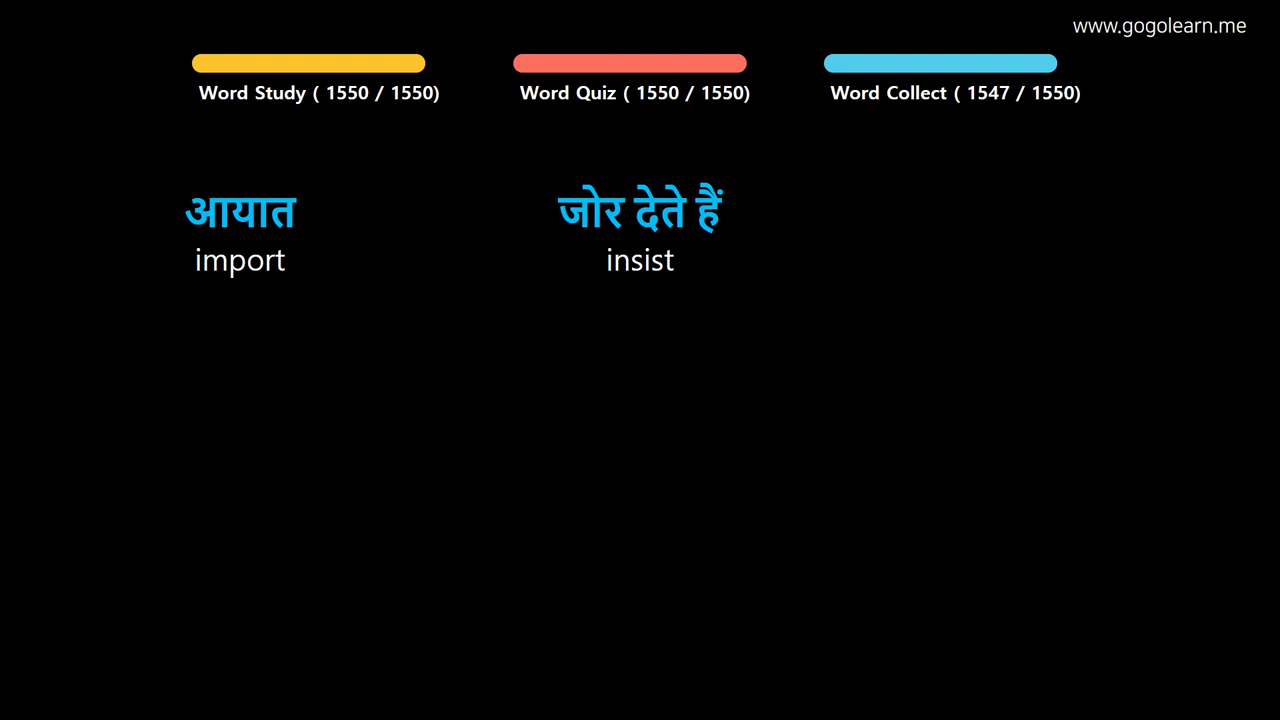 www.gogolearn.me
Word Study ( 1550 / 1550)
Word Quiz ( 1550 / 1550)
Word Collect ( 1547 / 1550)
आयात
import
जोर देते हैं
insist